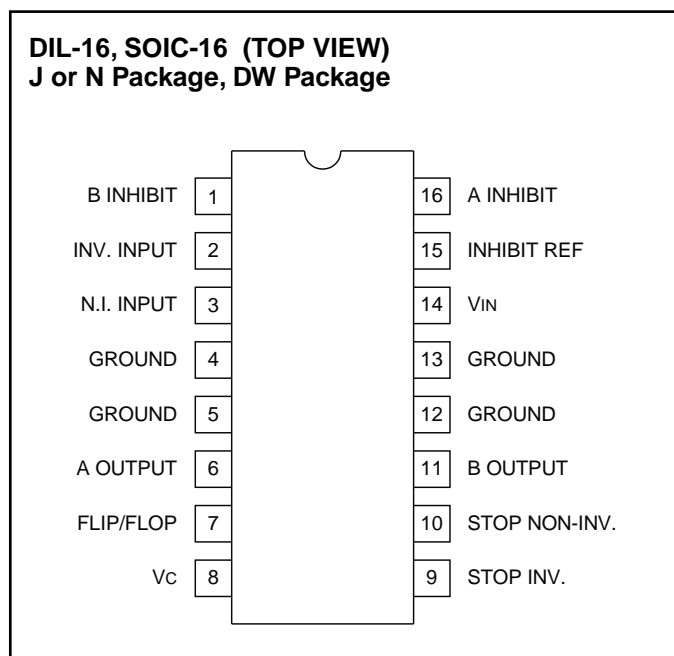 DIL-16, SOIC-16 (TOP VIEW)
J or N Package, DW Package
B INHIBIT 1 16 A INHIBIT
INV. INPUT 2 15 INHIBIT REF
N.I. INPUT 3 14 VIN
GROUND 4 13 GROUND
GROUND 5 12 GROUND
A OUTPUT 6 11 B OUTPUT
FLIP/FLOP 7 10 STOP NON-INV.
VC 8 9 STOP INV.